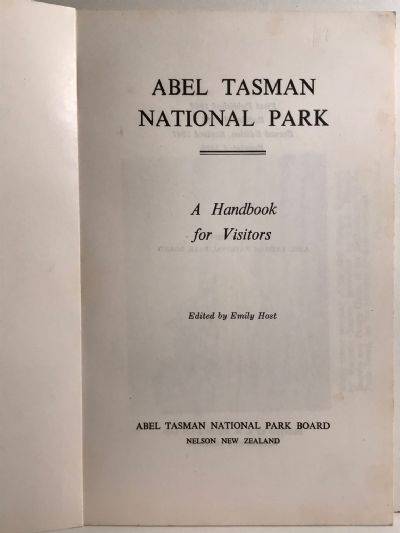 ABEL TASMAN
NATIONAL PARK
A Handbook
for Visitors
Edited by Emily Host
ABEL TASMAN NATIONAL PARK BOARD
NELSON NEW ZEALAND